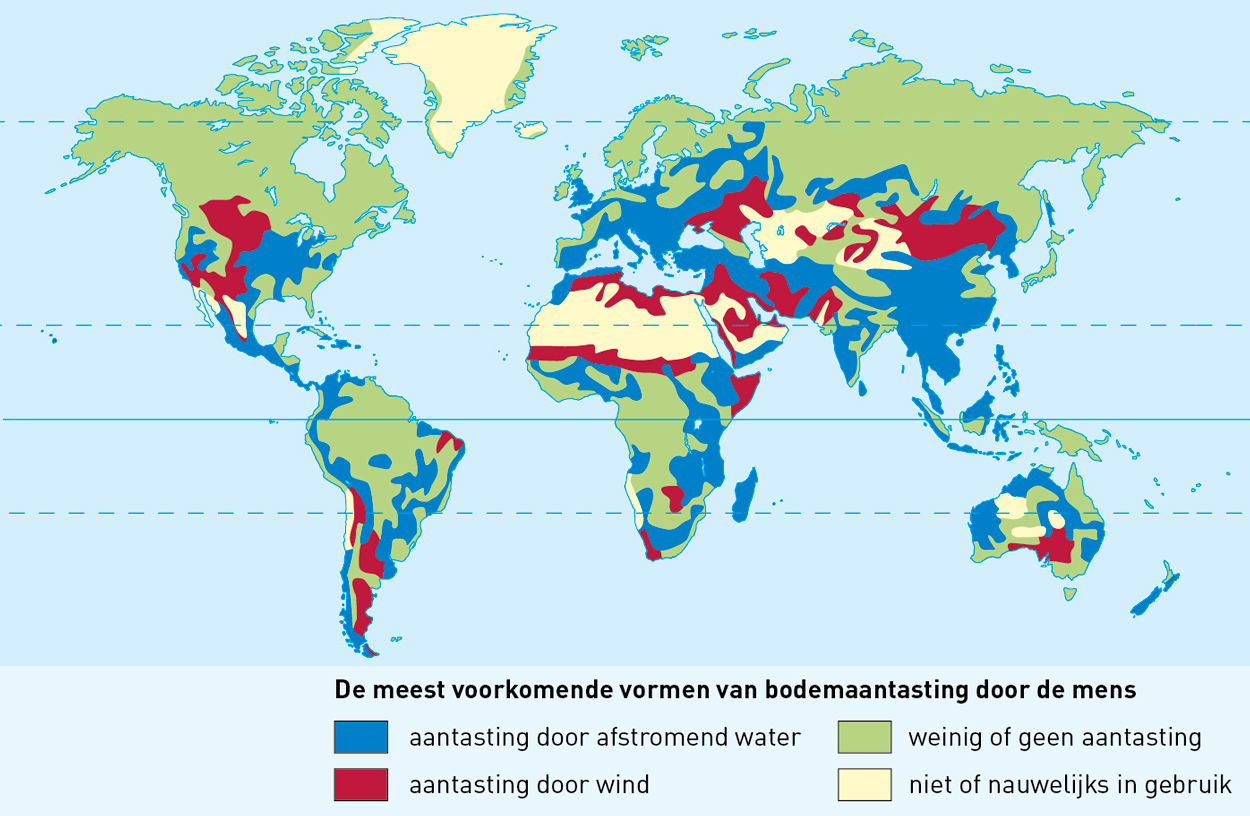 De meest voorkomende vormen van bodemaantasting door de mens
aantasting door afstromend water
aantasting door wind
weinig of geen aantasting
niet of nauwelijks in gebruik